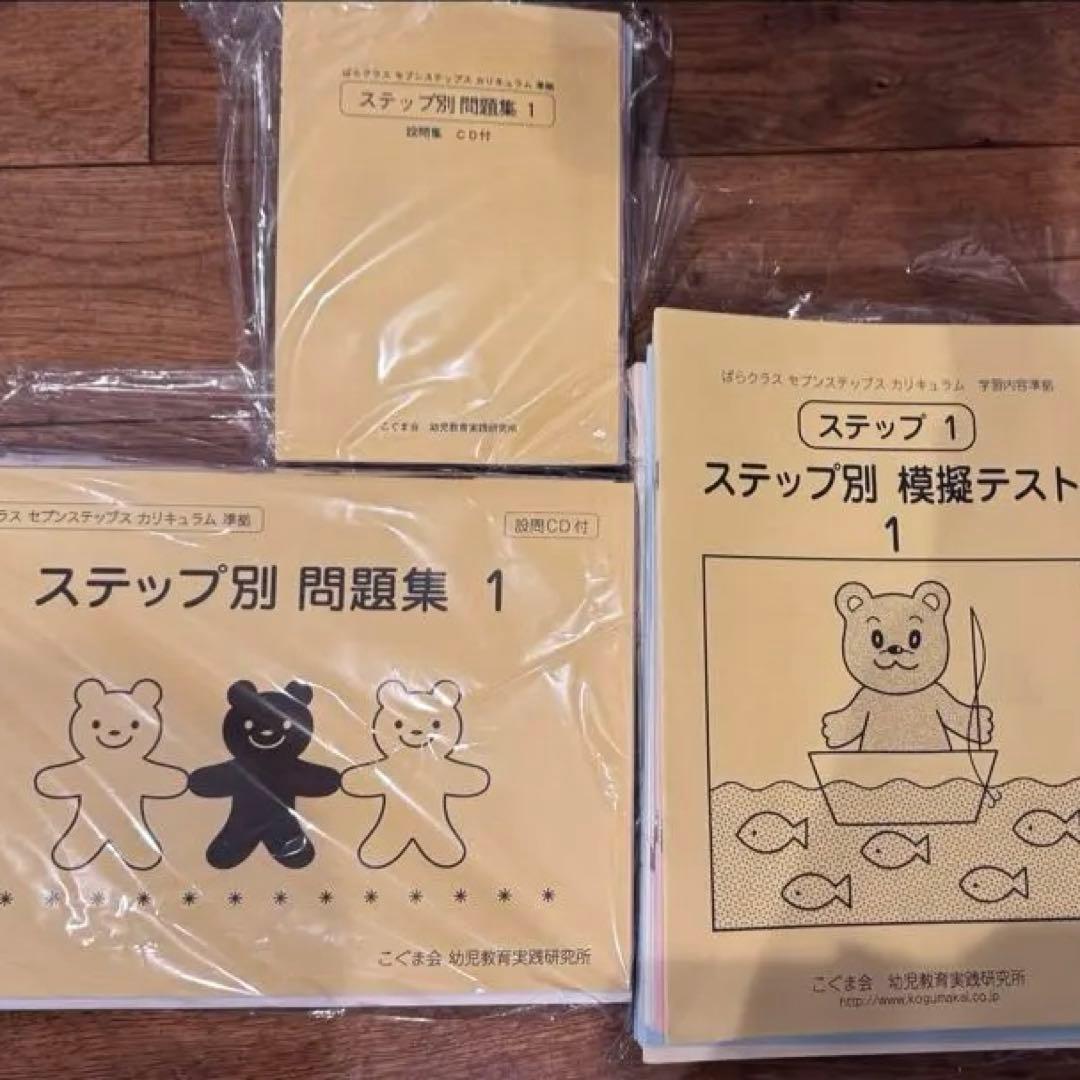 ばらクラス セブンステップス カリキュラム 準拠
ステップ別 問題集 1
設問集 CD付
こぐま会 幼児教育実践研究所
ラス セブンステップス カリキュラム 準拠
設問CD付
ステップ別 問題集 1
こぐま会 幼児教育実践研究所
ばらクラス セブンステップス カリキュラム 学習内容準拠
ステップ 1
ステップ別 模擬テスト
1
こぐま会 幼児教育実践研究所
http://www.kogumakai.co.jp